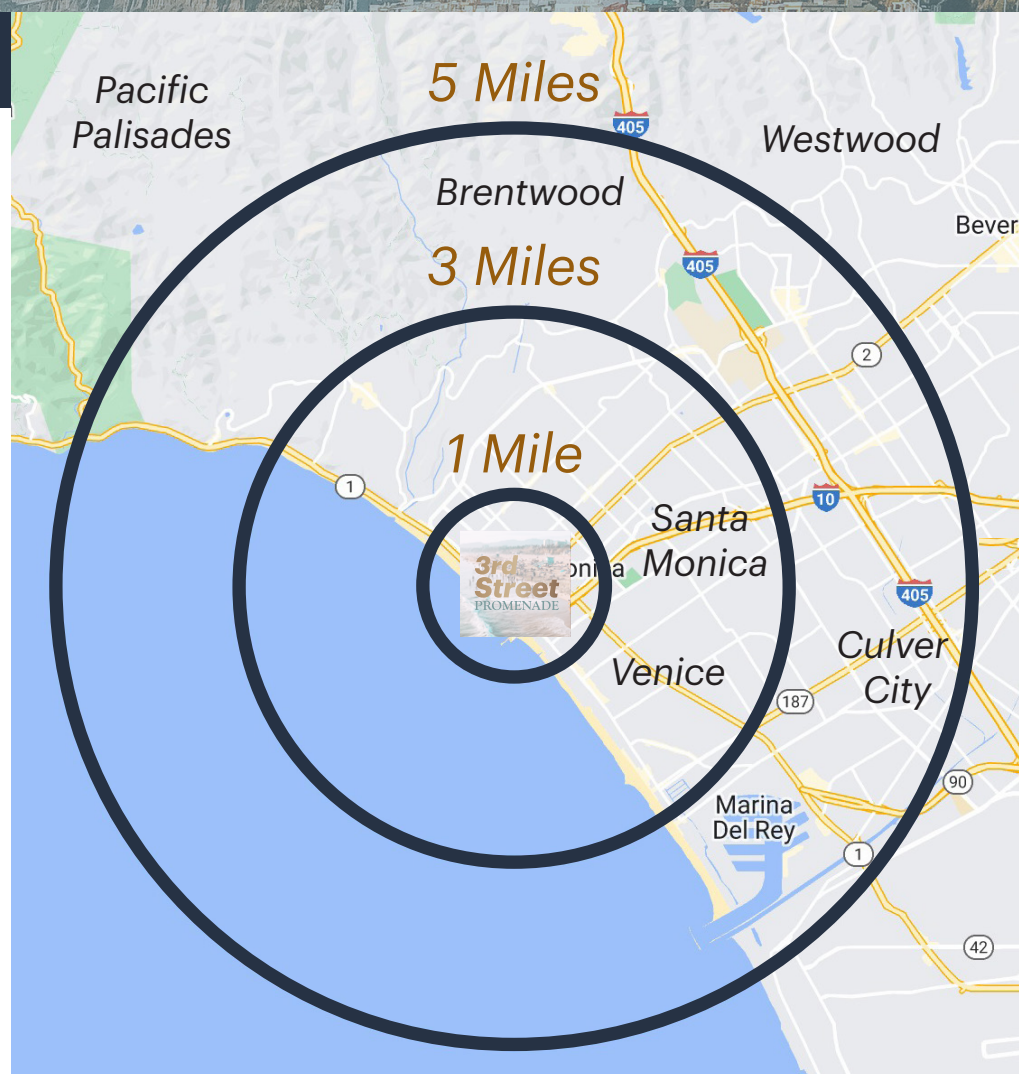 Pacific
Palisades
5 Miles
405
Westwood
Brentwood
Bever
3 Miles
405
2
1 Mile
1
10
Santa
Monica
3rd
Street
PROMENADE
onica
405
Culver
City
Venice
187
90
Marina
Del Rey
1
42